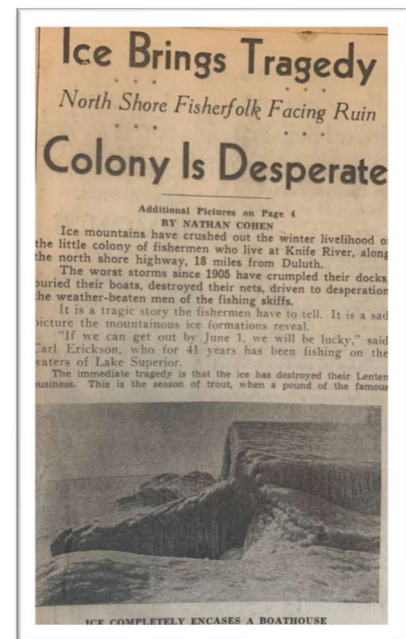 Ice Brings Tragedy
North Shore Fisherfolk Facing Ruin
Colony Is Desperate
Additional Pictures on Page 4
BY NATHAN COHEN
Ice mountains have crushed out the winter livelihood o
the little colony of fishermen who live at Knife River, along
the north shore highway, 18 miles from Duluth.
The worst storms since 1905 have crumpled their docks
buried their boats, destroyed their nets, driven to desperation
the weather-beaten men of the fishing skiffs.
It is a tragic story the fishermen have to tell. It is a sad
picture the mountainous ice formations reveal.
"If we can get out by June 1, we will be lucky," said
Carl Erickson, who for 41 years has been fishing on the
waters of Lake Superior.
The immediate tragedy is that the ice has destroyed their Lenten
business. This is the season of trout, when a pound of the famous
ICE COMPLETELY ENCASES A BOATHOUSE